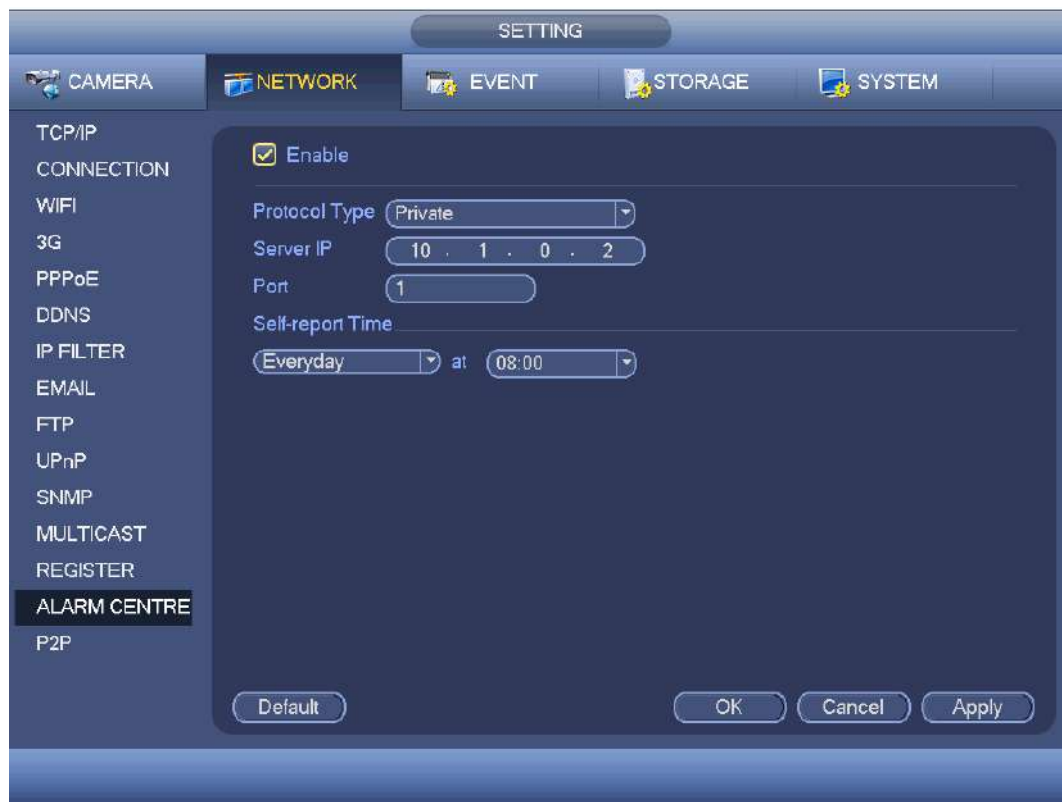 SETTING
CAMERA NETWORK EVENT STORAGE SYSTEM
TCP/IP
CONNECTION
WIFI
3G
PPPoE
DDNS
IP FILTER
EMAIL
FTP
UPnP
SNMP
MULTICAST
REGISTER
ALARM CENTRE
P2P
Enable
Protocol Type Private
Server IP 10 . 1 . 0 . 2
Port 1
Self-report Time
Everyday at 08:00
Default OK Cancel Apply